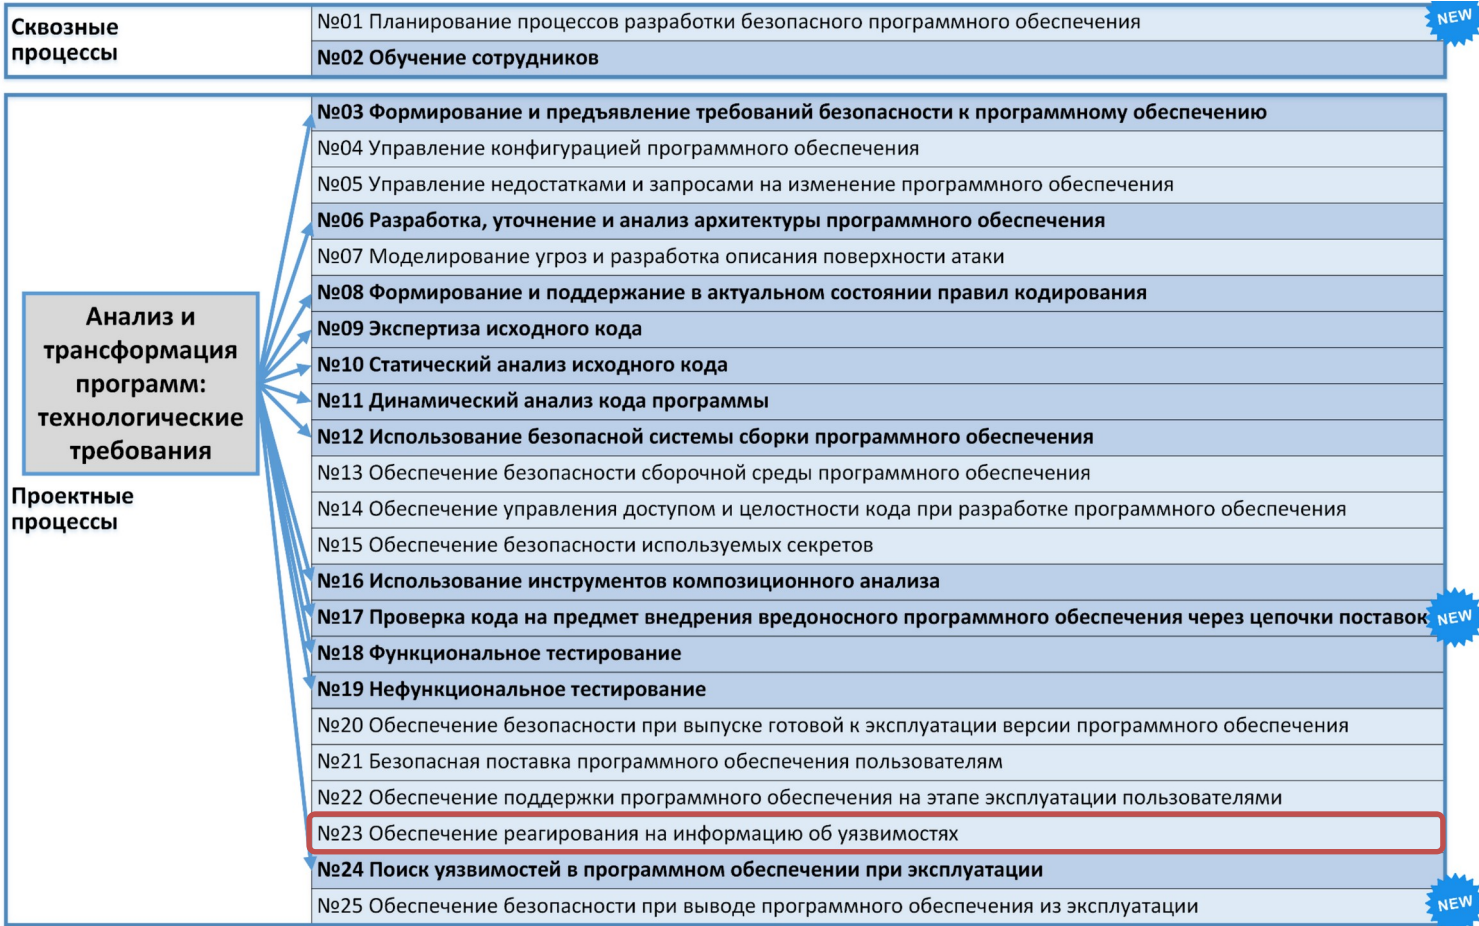 Сквозные
процессы
№01 Планирование процессов разработки безопасного программного обеспечения
NEW
№02 Обучение сотрудников
№03 Формирование и предъявление требований безопасности к программному обеспечению
№04 Управление конфигурацией программного обеспечения
№05 Управление недостатками и запросами на изменение программного обеспечения
№06 Разработка, уточнение и анализ архитектуры программного обеспечения
№07 Моделирование угроз и разработка описания поверхности атаки
№08 Формирование и поддержание в актуальном состоянии правил кодирования
№09 Экспертиза исходного кода
№10 Статический анализ исходного кода
№11 Динамический анализ кода программы
№12 Использование безопасной системы сборки программного обеспечения
№13 Обеспечение безопасности сборочной среды программного обеспечения
№14 Обеспечение управления доступом и целостности кода при разработке программного обеспечения
№15 Обеспечение безопасности используемых секретов
№16 Использование инструментов композиционного анализа
№17 Проверка кода на предмет внедрения вредоносного программного обеспечения через цепочки поставок
NEW
№18 Функциональное тестирование
№19 Нефункциональное тестирование
№20 Обеспечение безопасности при выпуске готовой к эксплуатации версии программного обеспечения
№21 Безопасная поставка программного обеспечения пользователям
№22 Обеспечение поддержки программного обеспечения на этапе эксплуатации пользователями
№23 Обеспечение реагирования на информацию об уязвимостях
№24 Поиск уязвимостей в программном обеспечении при эксплуатации
№25 Обеспечение безопасности при выводе программного обеспечения из эксплуатации
NEW
Анализ и
трансформация
программ:
технологические
требования
Проектные
процессы